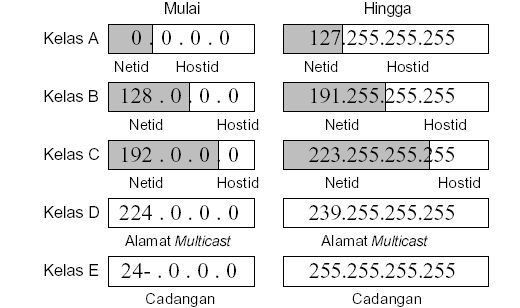 Mulai Hingga
Kelas A 0 . 0 . 0 . 0 127.255.255.255
Netid Hostid Netid Hostid
Kelas B 128 . 0 . 0 . 0 191.255.255.255
Netid Hostid Netid Hostid
Kelas C 192 . 0 . 0 . 0 223.255.255.255
Netid Hostid Netid Hostid
Kelas D 224 . 0 . 0 . 0 239.255.255.255
Alamat Multicast Alamat Multicast
Kelas E 24- . 0 . 0 . 0 255.255.255.255
Cadangan Cadangan